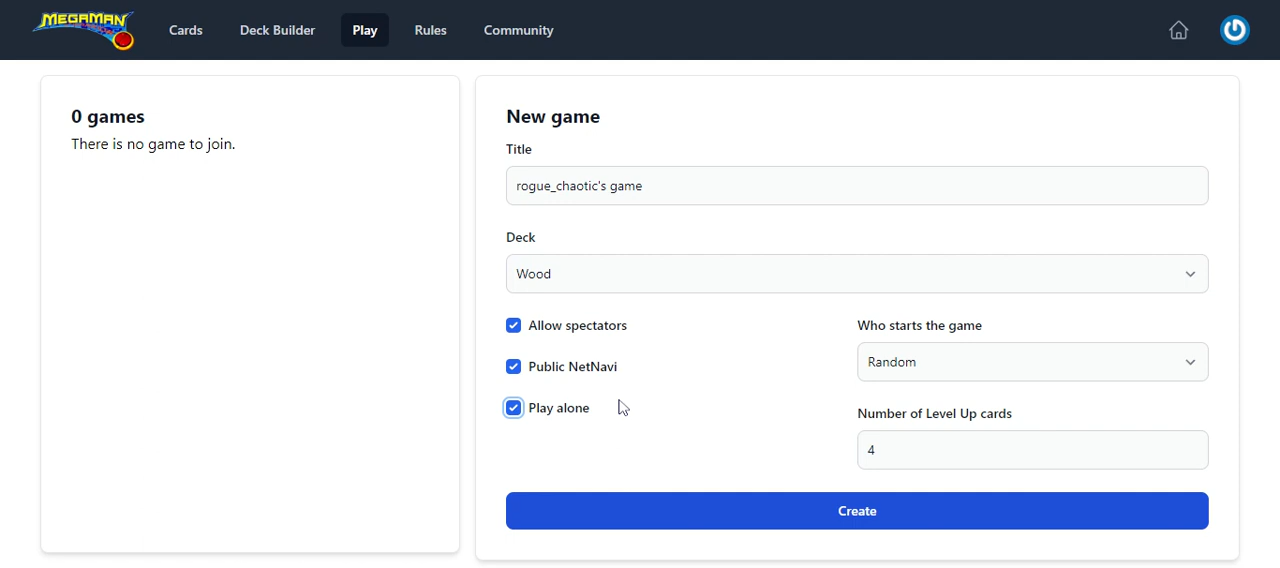 MEGAMAN
Cards
Deck Builder
Play
Rules
Community
0 games
There is no game to join.
New game
Title
rogue_chaotic's game
Deck
Wood
Allow spectators
Public NetNavi
Play alone
Who starts the game
Random
Number of Level Up cards
4
Create